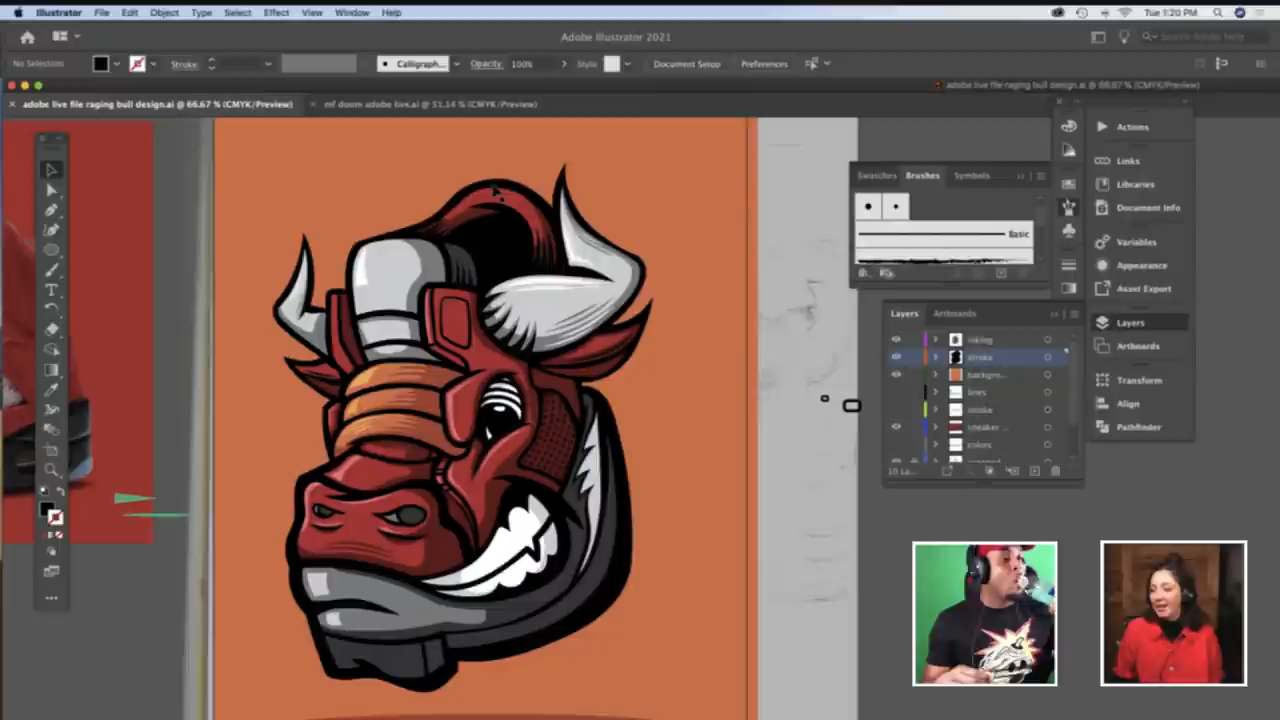 Illustrator File Edit Object Type Select Effect View Window Help
Tue 1:20 PM
Adobe Illustrator 2021
Search Adobe Help
No Selection
Stroke:
Calligraph...
Opacity 100%
Style:
Document Setup
Preferences
adobe live file raging bull design.ai @ 66.67 % (CMYK/Preview)
adobe live file raging bull design.ai @ 66.67 % (CMYK/Preview)
mf doom adobe live.ai @ 51.14 % (CMYK/Preview)
Swatches Brushes Symbols
Basic
Layers Artboards
inking
stroke
backgro...
lines
smoke
sneaker ...
colors
10 La...
Actions
Links
Libraries
Document Info
Variables
Appearance
Asset Export
Layers
Artboards
Transform
Align
Pathfinder